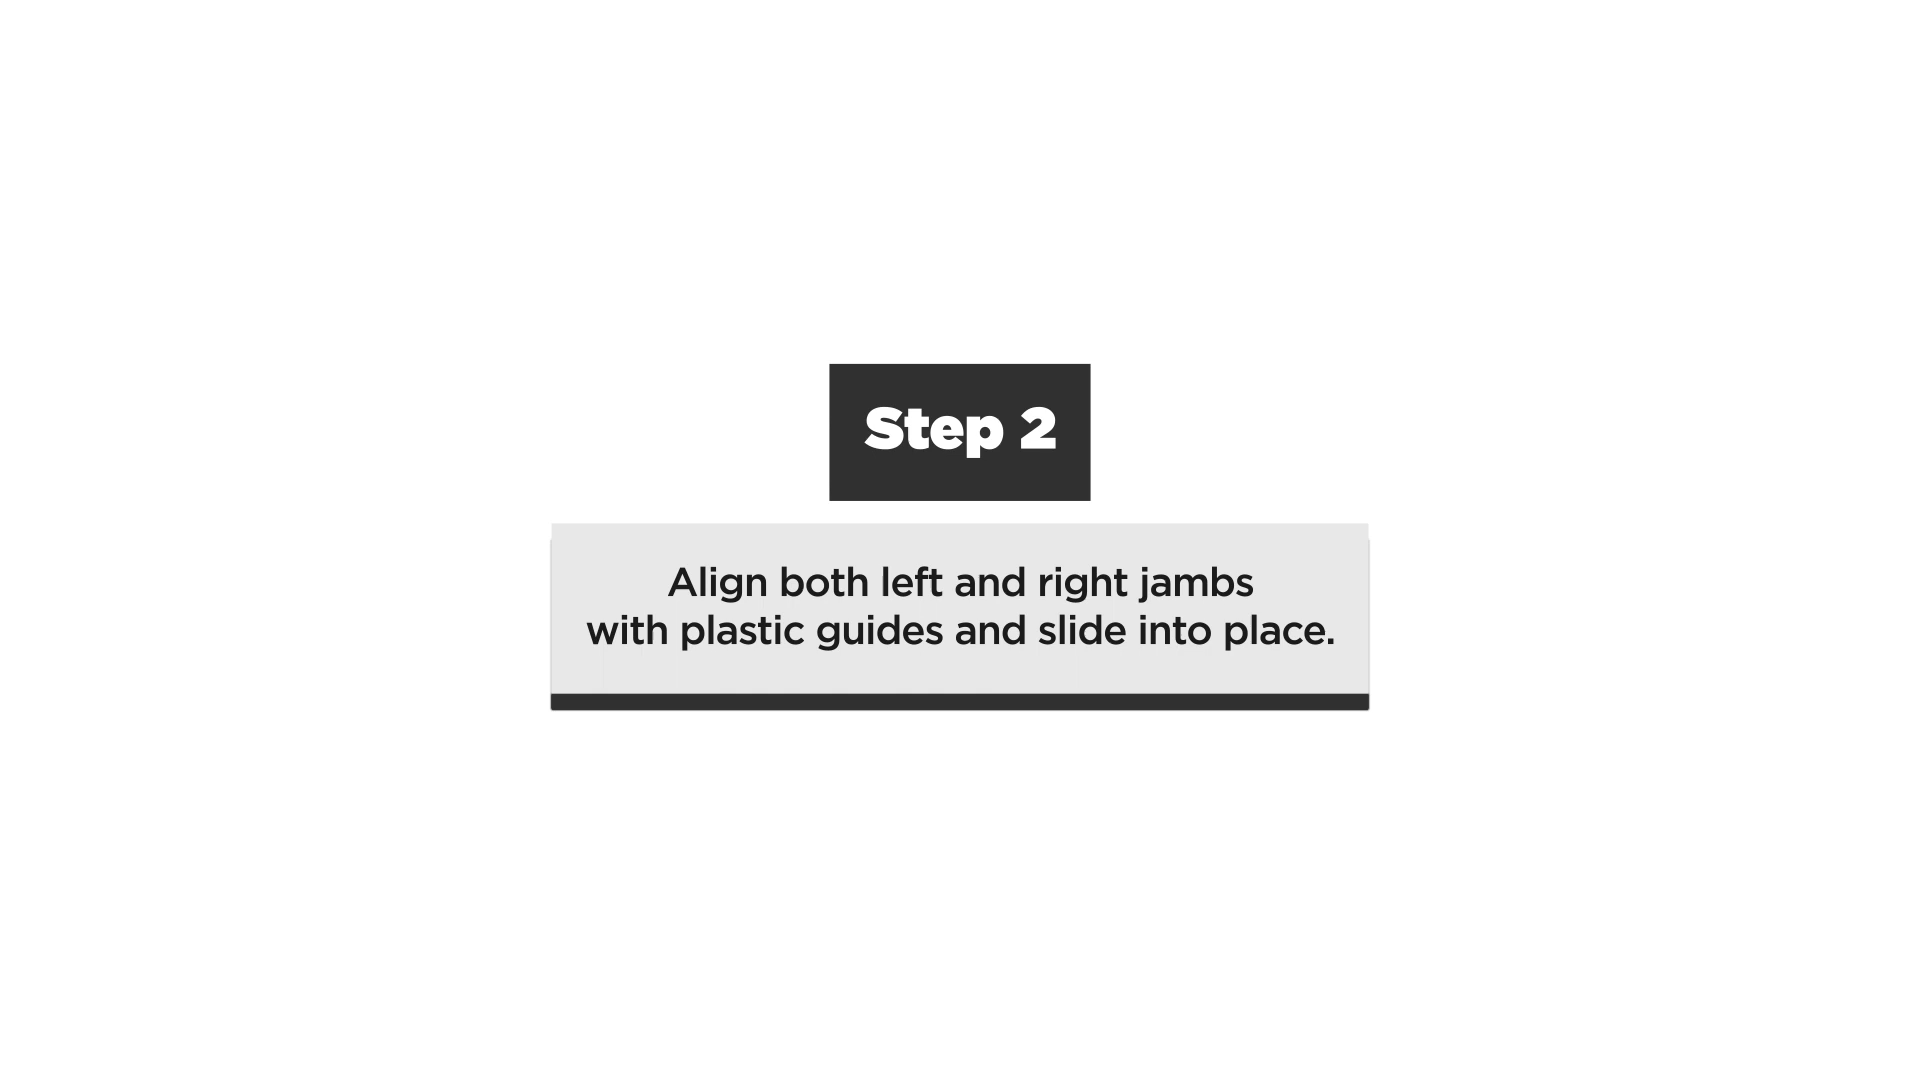 Step 2
Align both left and right jambs
with plastic guides and slide into place.